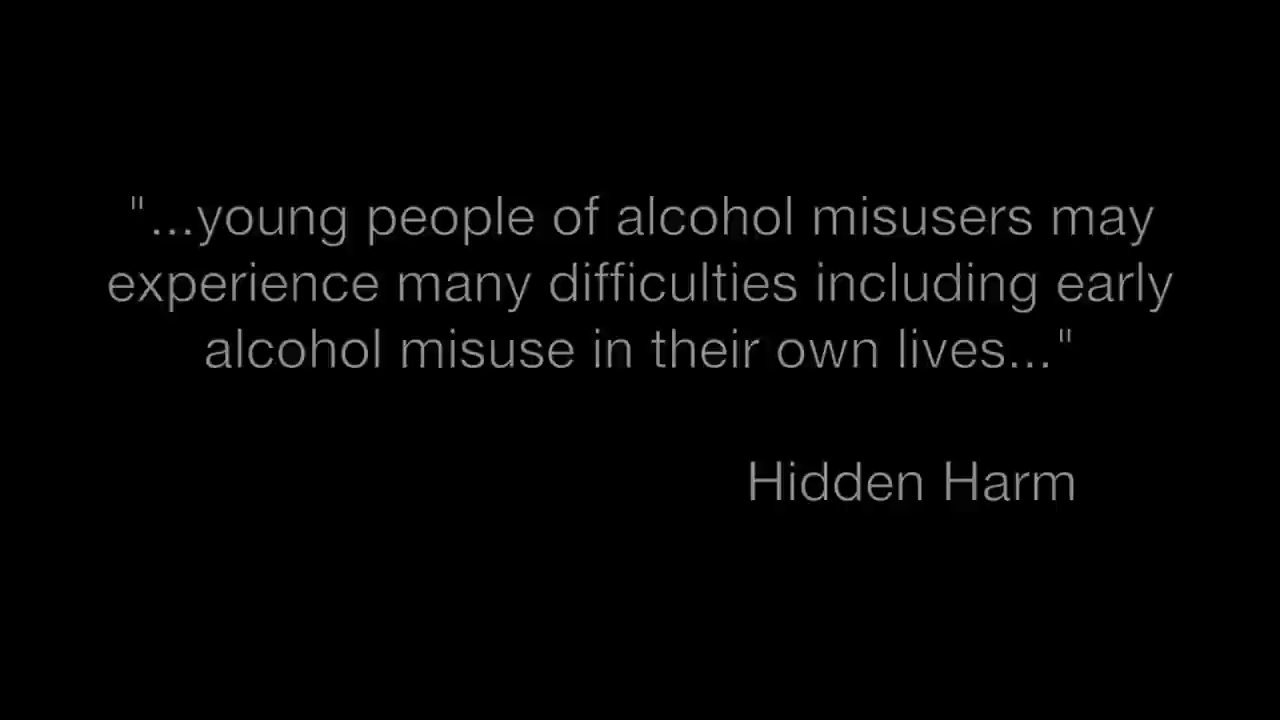 "...young people of alcohol misusers may
experience many difficulties including early
alcohol misuse in their own lives..."
Hidden Harm